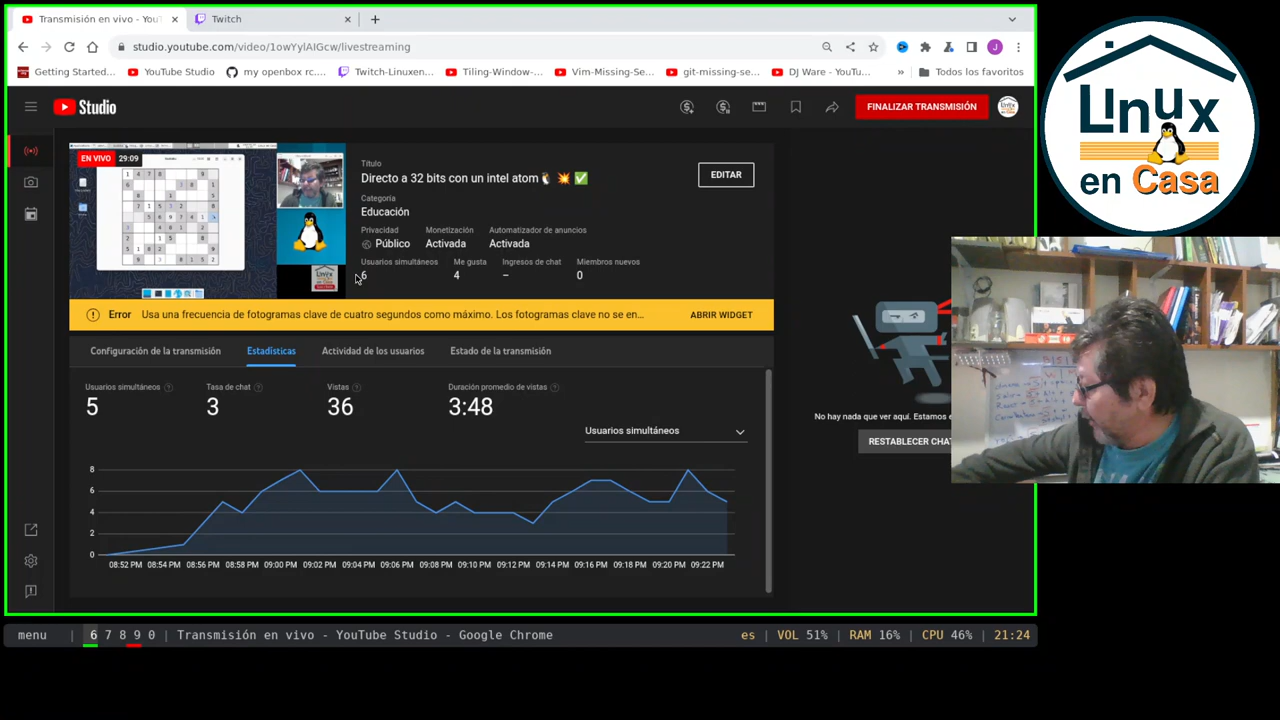 Transmisión en vivo - YouT
Twitch
studio.youtube.com/video/1owYylAIGcw/livestreaming
Getting Started...
YouTube Studio
my openbox rc....
Twitch-Linuxen...
Tiling-Window-...
Vim-Missing-Se...
git-missing-se...
DJ Ware - YouTu...
»
Todos los favoritos
Studio
FINALIZAR TRANSMISIÓN
EN VIVO 29:09
Título
Directo a 32 bits con un intel atom🐧 💥 ✅
EDITAR
Categoría
Educación
Privacidad Monetización Automatizador de anuncios
Público Activada Activada
Usuarios simultáneos Me gusta Ingresos de chat Miembros nuevos
6 4 – 0
Error Usa una frecuencia de fotogramas clave de cuatro segundos como máximo. Los fotogramas clave no se en...
ABRIR WIDGET
Configuración de la transmisión Estadísticas Actividad de los usuarios Estado de la transmisión
Usuarios simultáneos Tasa de chat Vistas Duración promedio de vistas
5 3 36 3:48
Usuarios simultáneos
8
6
4
2
0
08:52 PM 08:54 PM 08:56 PM 08:58 PM 09:00 PM 09:02 PM 09:04 PM 09:06 PM 09:08 PM 09:10 PM 09:12 PM 09:14 PM 09:16 PM 09:18 PM 09:20 PM 09:22 PM
No hay nada que ver aquí. Estamos e
RESTABLECER CHA
menu | 6 7 8 9 0 | Transmisión en vivo - YouTube Studio - Google Chrome
es | VOL 51% | RAM 16% | CPU 46% | 21:24
Linux
en Casa